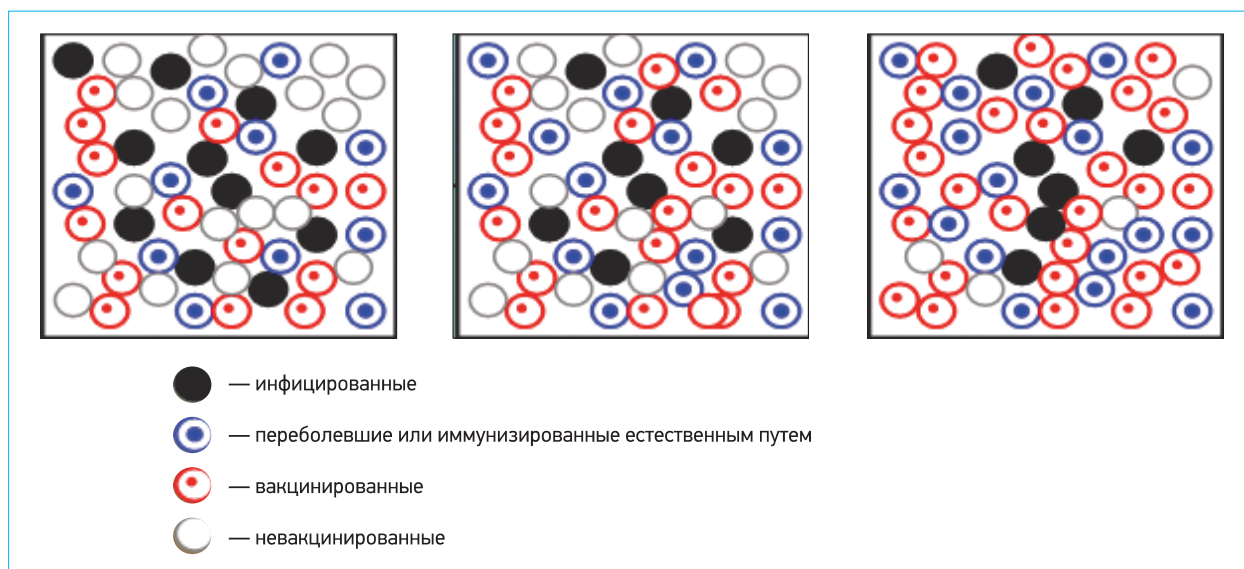 — инфицированные
— переболевшие или иммунизированные естественным путем
— вакцинированные
— невакцинированные